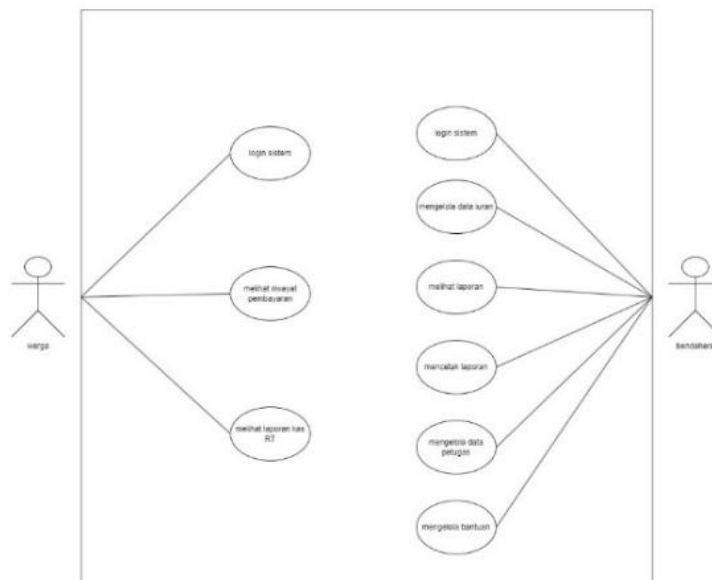 login sistem
melihat riwayat
pembayaran
melihat laporan kas
RT
warga
login sistem
mengelola data iuran
melihat laporan
mencetak laporan
mengelola data
petugas
mengelola bantuan
bendahara